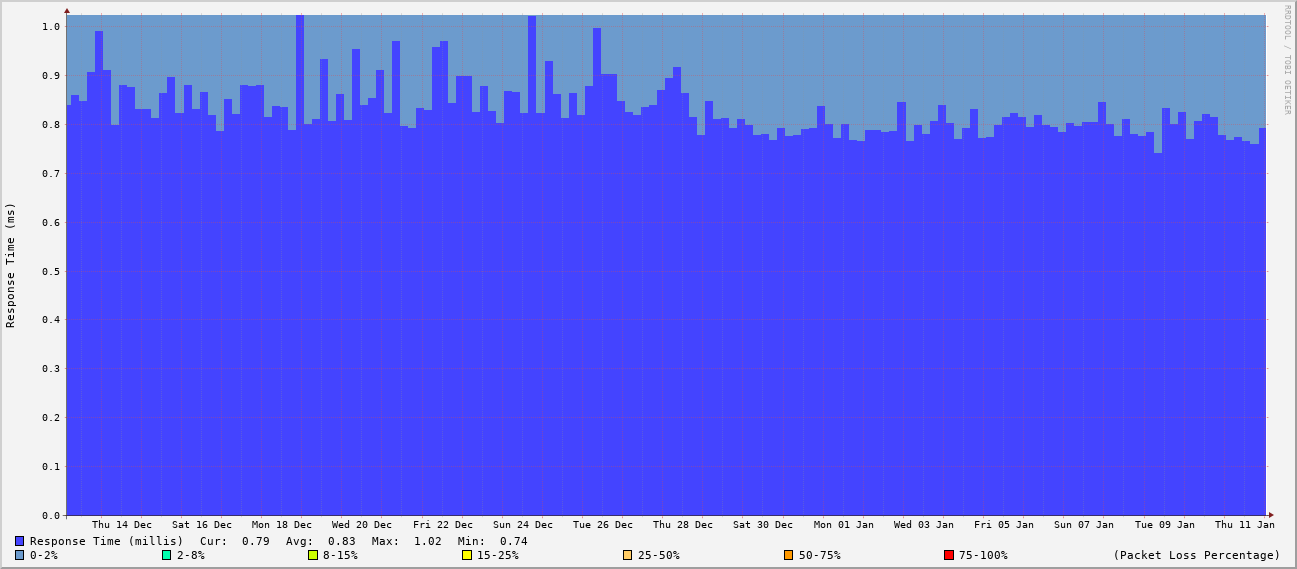 RRDTOOL / TOBI OETIKER
Response Time (ms)
1.0
0.9
0.8
0.7
0.6
0.5
0.4
0.3
0.2
0.1
0.0
Thu 14 Dec Sat 16 Dec Mon 18 Dec Wed 20 Dec Fri 22 Dec Sun 24 Dec Tue 26 Dec Thu 28 Dec Sat 30 Dec Mon 01 Jan Wed 03 Jan Fri 05 Jan Sun 07 Jan Tue 09 Jan Thu 11 Jan
Response Time (millis) Cur: 0.79 Avg: 0.83 Max: 1.02 Min: 0.74
0-2% 2-8% 8-15% 15-25% 25-50% 50-75% 75-100% (Packet Loss Percentage)